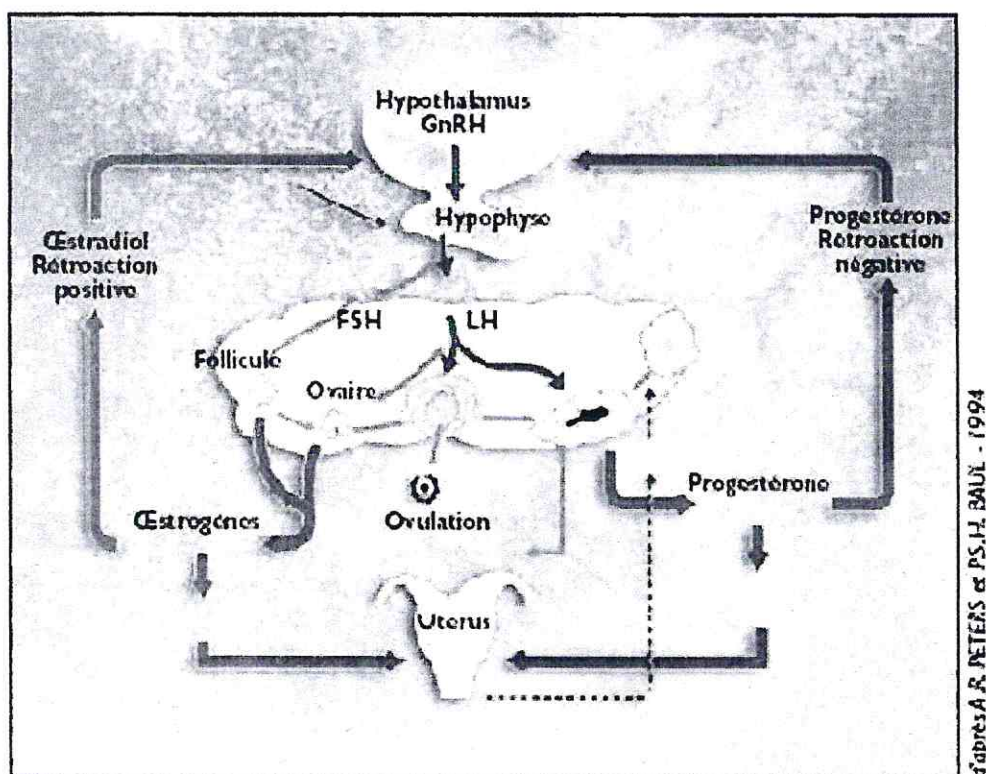 Hypothalamus
GnRH
Hypophyse
Œstradiol
Rétroaction
positive
Progestérone
Rétroaction
négative
FSH
LH
Follicule
Ovaire
Ovulation
Œstrogènes
Progestérone
Utérus
d'après A.R. PETERS et P.S.H. BAUL - 1994